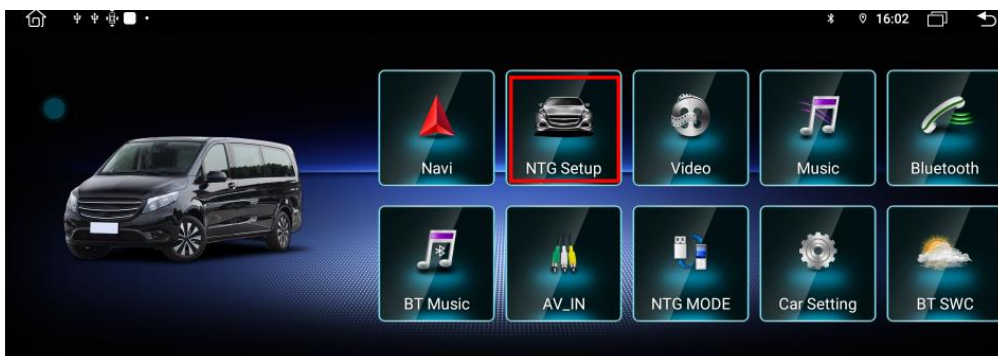 16:02
Navi
NTG Setup
Video
Music
Bluetooth
BT Music
AV_IN
NTG MODE
Car Setting
BT SWC